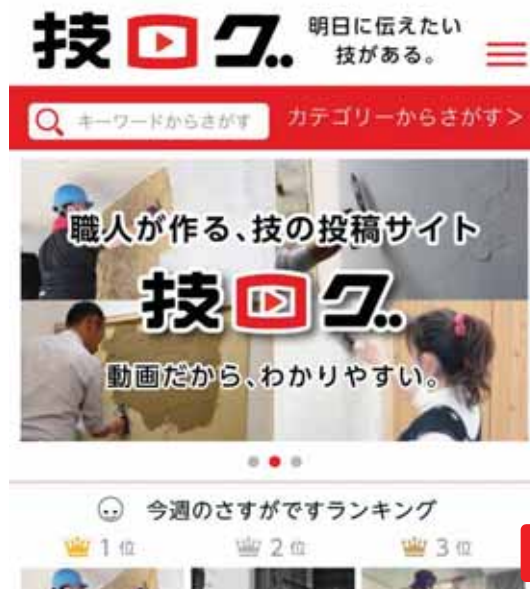 技ログ 明日に伝えたい
技がある。
キーワードからさがす カテゴリーからさがす>
職人が作る、技の投稿サイト
技ログ
動画だから、わかりやすい。
今週のさすがですランキング
1位 2位 3位